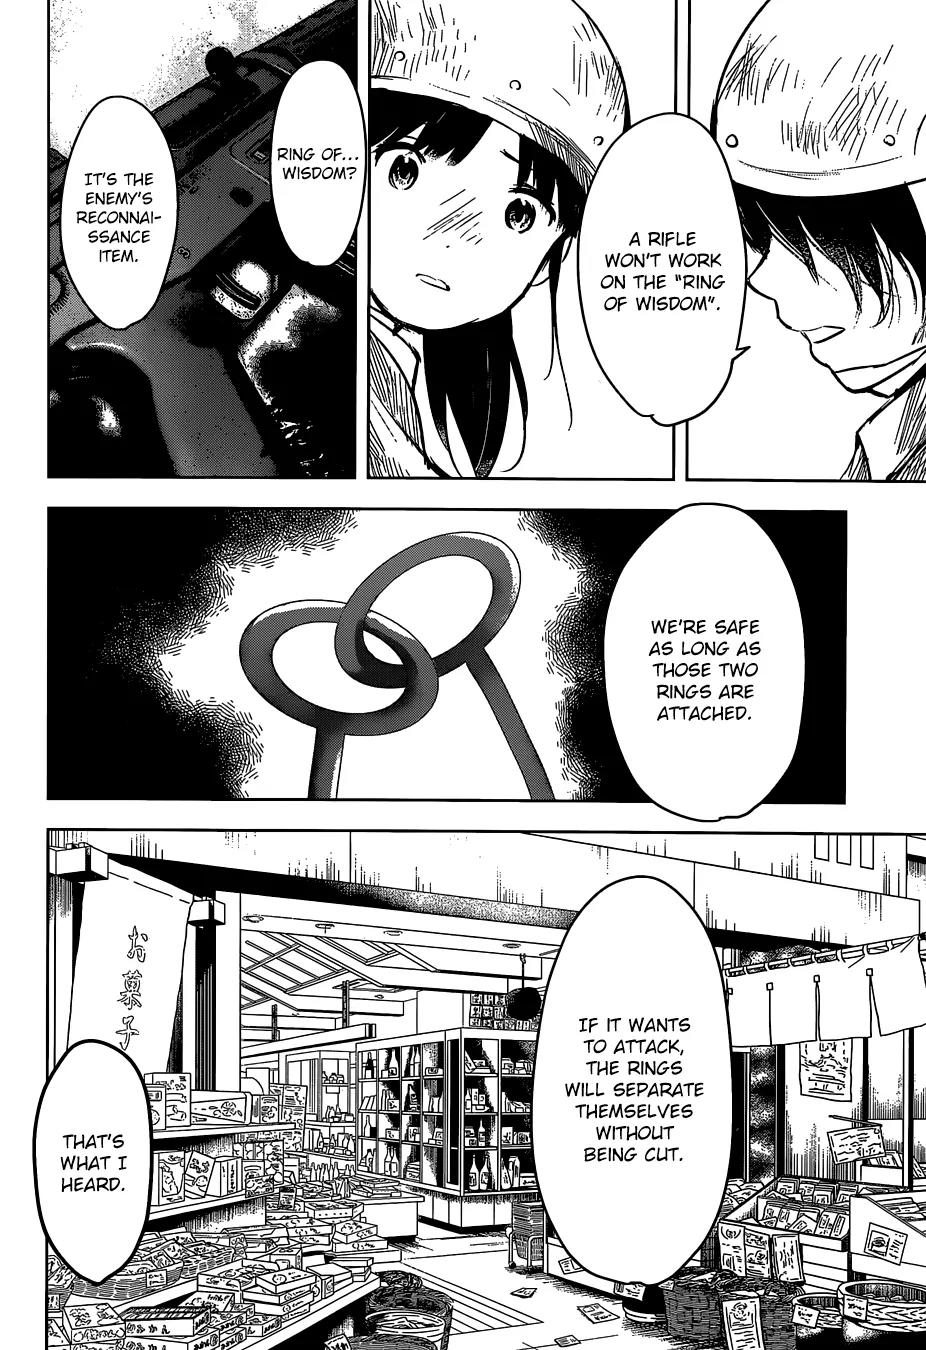 A RIFLE
WON'T WORK
ON THE "RING
OF WISDOM".
RING OF...
WISDOM?
IT'S THE
ENEMY'S
RECONNAI-
SSANCE
ITEM.
WE'RE SAFE
AS LONG AS
THOSE TWO
RINGS ARE
ATTACHED.
IF IT WANTS
TO ATTACK,
THE RINGS
WILL SEPARATE
THEMSELVES
WITHOUT
BEING CUT.
お菓子
THAT'S
WHAT I
HEARD.